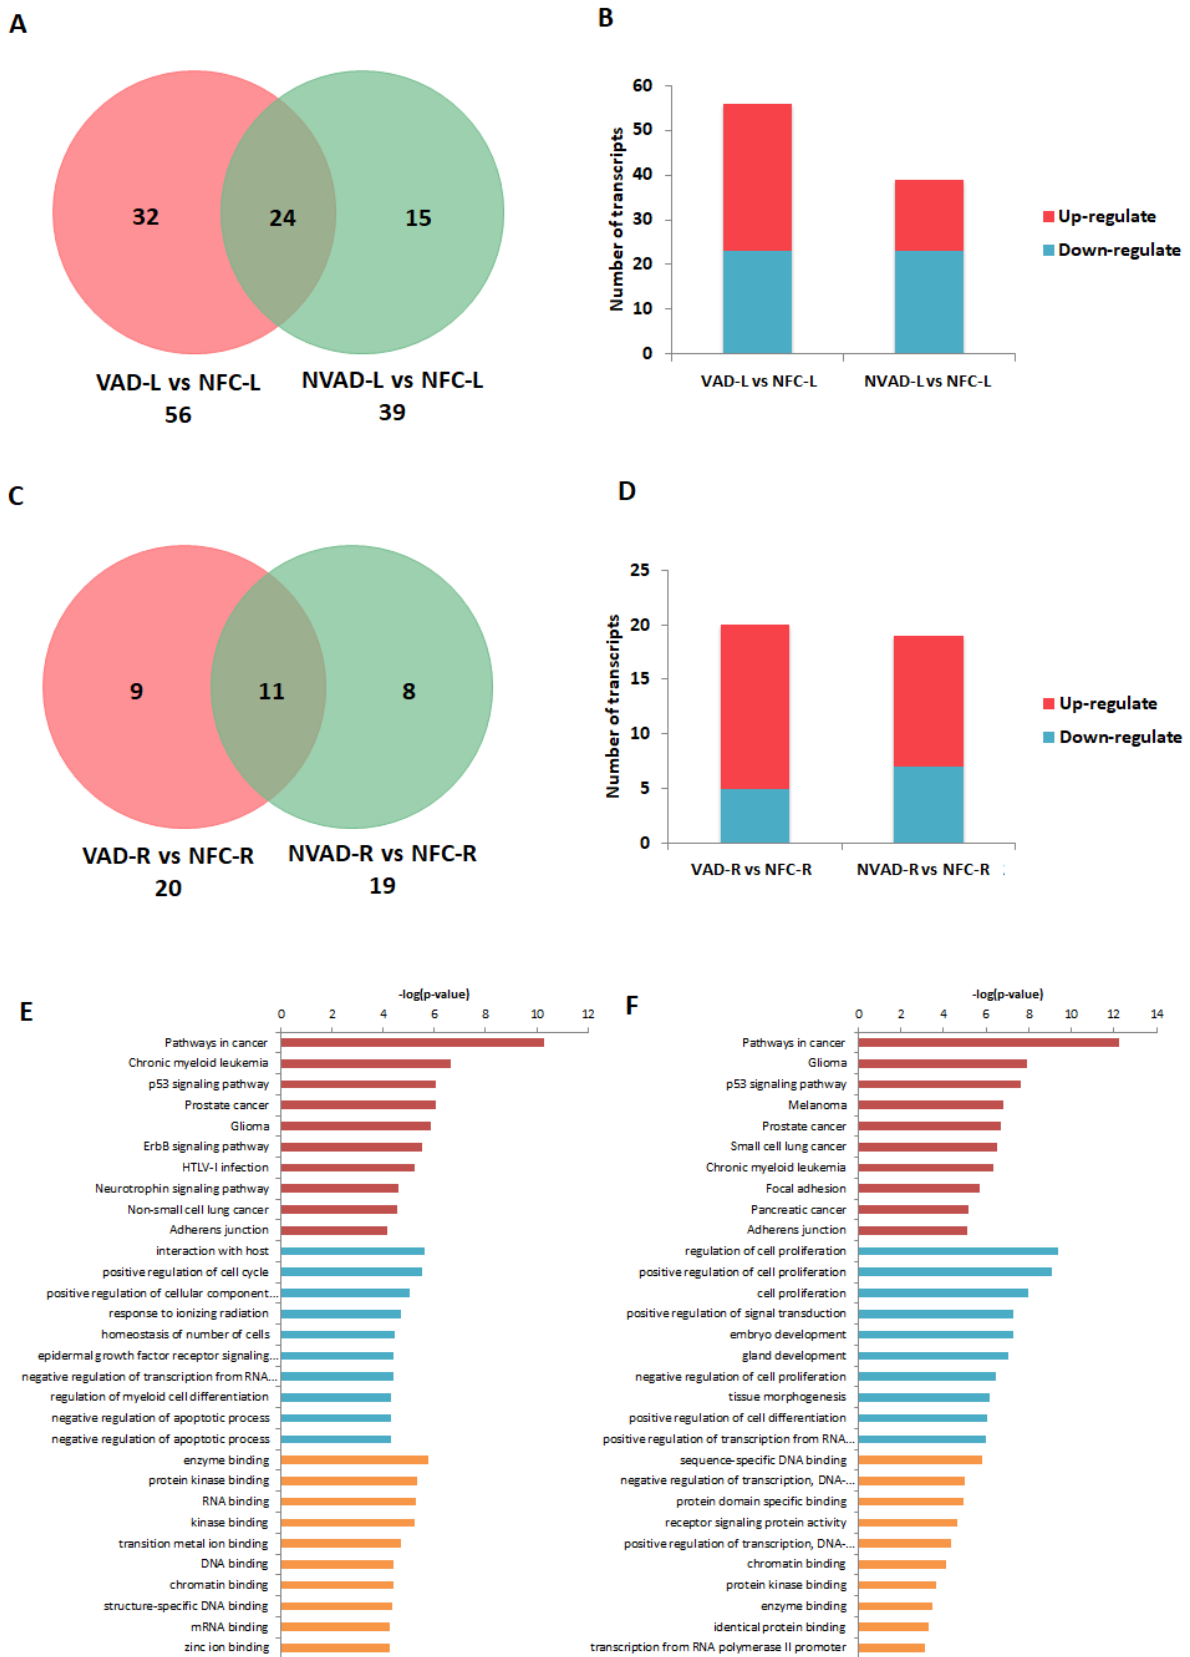 A
32
24
15
VAD-L vs NFC-L
56
NVAD-L vs NFC-L
39
B
Number of transcripts
60
50
40
30
20
10
0
VAD-L vs NFC-L
NVAD-L vs NFC-L
Up-regulate
Down-regulate
C
9
11
8
VAD-R vs NFC-R
20
NVAD-R vs NFC-R
19
D
Number of transcripts
25
20
15
10
5
0
VAD-R vs NFC-R
NVAD-R vs NFC-R
Up-regulate
Down-regulate
E
-log(p-value)
0 2 4 6 8 10 12
Pathways in cancer
Chronic myeloid leukemia
p53 signaling pathway
Prostate cancer
Glioma
ErbB signaling pathway
HTLV-I infection
Neurotrophin signaling pathway
Non-small cell lung cancer
Adherens junction
interaction with host
positive regulation of cell cycle
positive regulation of cellular component...
response to ionizing radiation
homeostasis of number of cells
epidermal growth factor receptor signaling...
negative regulation of transcription from RNA...
regulation of myeloid cell differentiation
negative regulation of apoptotic process
negative regulation of apoptotic process
enzyme binding
protein kinase binding
RNA binding
kinase binding
transition metal ion binding
DNA binding
chromatin binding
structure-specific DNA binding
mRNA binding
zinc ion binding
F
-log(p-value)
0 2 4 6 8 10 12 14
Pathways in cancer
Glioma
p53 signaling pathway
Melanoma
Prostate cancer
Small cell lung cancer
Chronic myeloid leukemia
Focal adhesion
Pancreatic cancer
Adherens junction
regulation of cell proliferation
positive regulation of cell proliferation
cell proliferation
positive regulation of signal transduction
embryo development
gland development
negative regulation of cell proliferation
tissue morphogenesis
positive regulation of cell differentiation
positive regulation of transcription from RNA...
sequence-specific DNA binding
negative regulation of transcription, DNA-...
protein domain specific binding
receptor signaling protein activity
positive regulation of transcription, DNA-...
chromatin binding
protein kinase binding
enzyme binding
identical protein binding
transcription from RNA polymerase II promoter